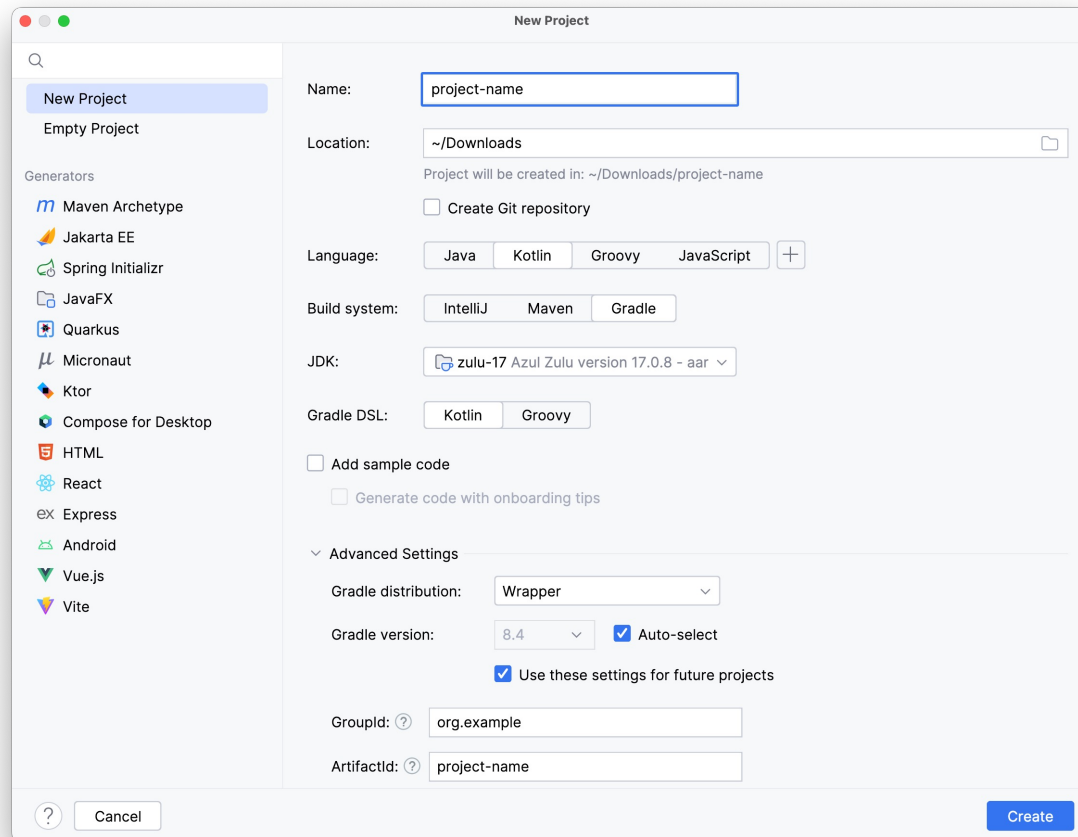 New Project
New Project
Empty Project
Generators
Maven Archetype
Jakarta EE
Spring Initializr
JavaFX
Quarkus
Micronaut
Ktor
Compose for Desktop
HTML
React
ex Express
Android
Vue.js
Vite
Name: project-name
Location: ~/Downloads
Project will be created in: ~/Downloads/project-name
Create Git repository
Language: Java Kotlin Groovy JavaScript +
Build system: IntelliJ Maven Gradle
JDK: zulu-17 Azul Zulu version 17.0.8 - aar
Gradle DSL: Kotlin Groovy
Add sample code
Generate code with onboarding tips
Advanced Settings
Gradle distribution: Wrapper
Gradle version: 8.4 Auto-select
Use these settings for future projects
GroupId: ? org.example
ArtifactId: ? project-name
? Cancel Create